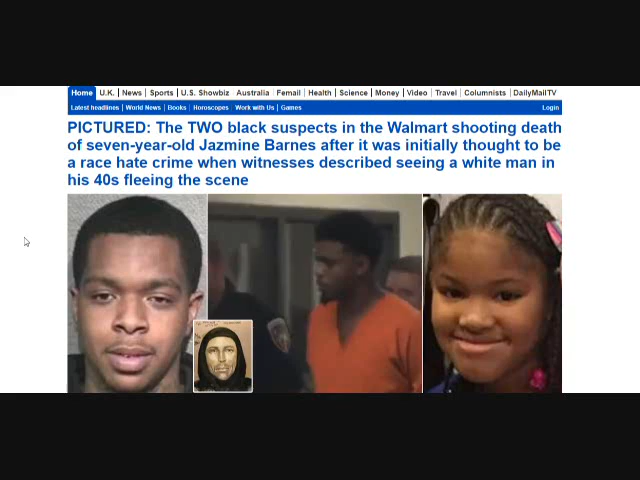 Home U.K. News Sports U.S. Showbiz Australia Femail Health Science Money Video Travel Columnists DailyMailTV
Latest headlines World News Books Horoscopes Work with Us Games Login
PICTURED: The TWO black suspects in the Walmart shooting death
of seven-year-old Jazmine Barnes after it was initially thought to be
a race hate crime when witnesses described seeing a white man in
his 40s fleeing the scene